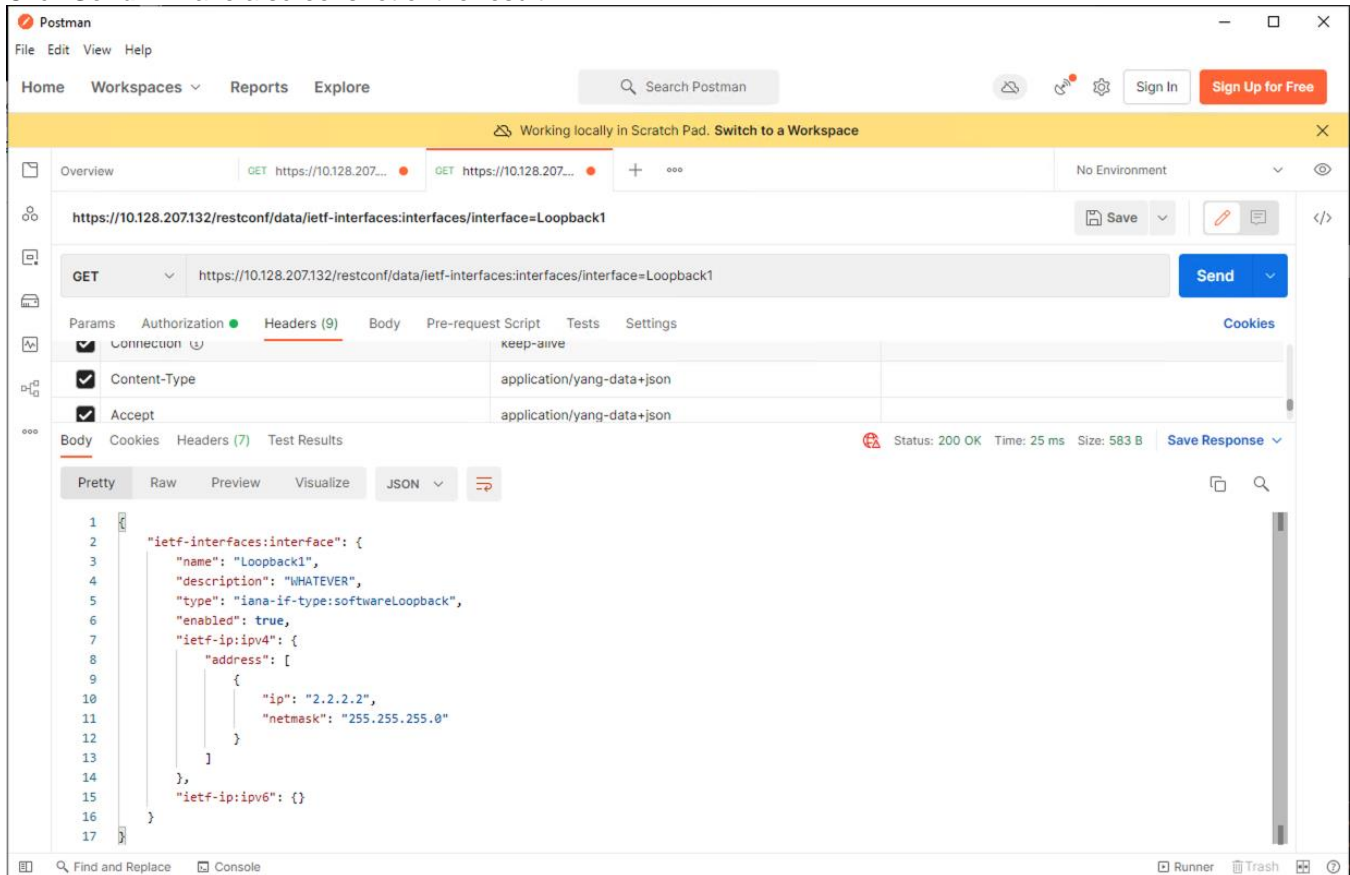 Postman
File Edit View Help
Home Workspaces Reports Explore Search Postman Sign In Sign Up for Free
Working locally in Scratch Pad. Switch to a Workspace
Overview GET https://10.128.207.... GET https://10.128.207.... No Environment
https://10.128.207.132/restconf/data/ietf-interfaces:interfaces/interface=Loopback1 Save
GET https://10.128.207.132/restconf/data/ietf-interfaces:interfaces/interface=Loopback1 Send
Params Authorization Headers (9) Body Pre-request Script Tests Settings Cookies
Connection keep-alive
Content-Type application/yang-data+json
Accept application/yang-data+json
Body Cookies Headers (7) Test Results Status: 200 OK Time: 25 ms Size: 583 B Save Response
Pretty Raw Preview Visualize JSON
1 {
2 "ietf-interfaces:interface": {
3 "name": "Loopback1",
4 "description": "WHATEVER",
5 "type": "iana-if-type:softwareLoopback",
6 "enabled": true,
7 "ietf-ip:ipv4": {
8 "address": [
9 {
10 "ip": "2.2.2.2",
11 "netmask": "255.255.255.0"
12 }
13 ]
14 },
15 "ietf-ip:ipv6": {}
16 }
17 }
Find and Replace Console Runner Trash